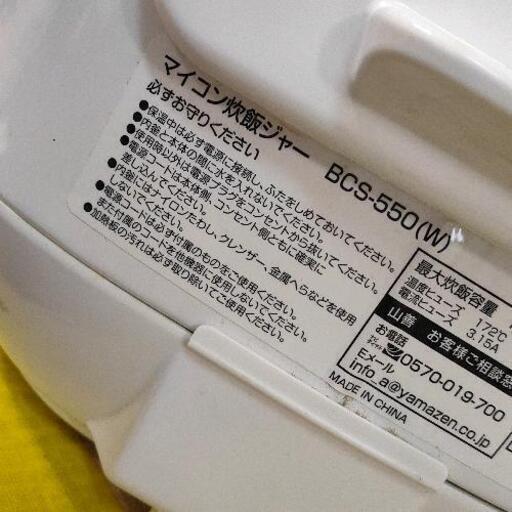 マイコン炊飯ジャー BCS-550(W)
必ずお守りください
●保温中は必ず電源に接続し、ふたをしめておいてください。
●内釜と本体の間に水を入れないでください。
●使用時以外は電源プラグをコンセントから抜いてください。
●電源コードは本体側、コンセント側ともに確実に
差し込んでください。
●内釜にはナイロンたわし、クレンザー、金属へらなどを使用
しないでください。
●電源コードは必ず付属のものをご使用ください。
また付属のコードを他機器に使用しないでください。
●加熱板の汚れは必ず取り除いてご使用ください。
最大炊飯容量
温度ヒューズ 172℃
電流ヒューズ 3.15A
山善 お客様ご相談窓
お電話
0570-019-700
Eメール
info_a@yamazen.co.jp
MADE IN CHINA